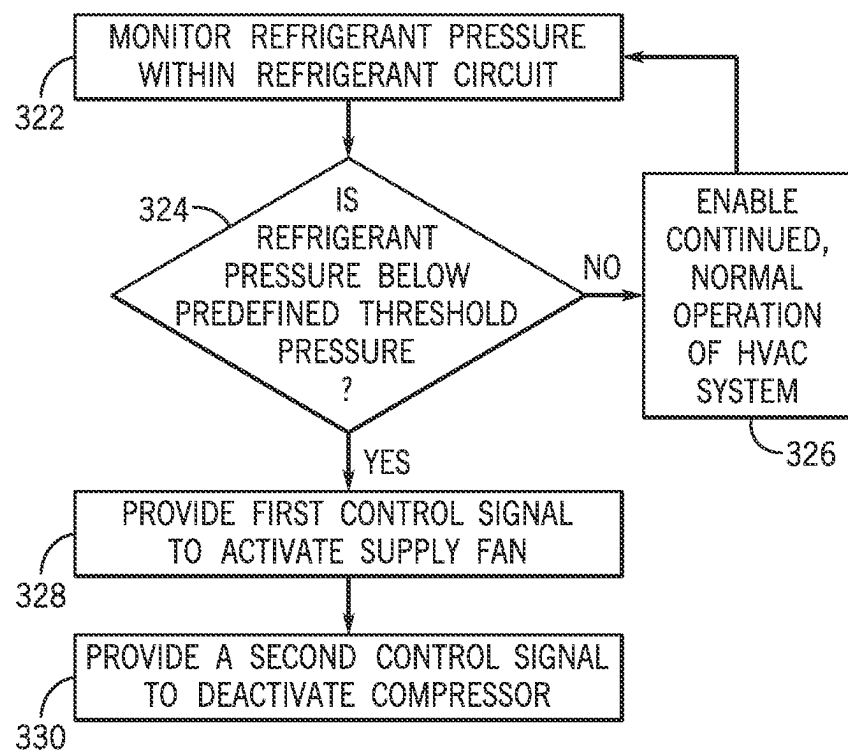 MONITOR REFRIGERANT PRESSURE
WITHIN REFRIGERANT CIRCUIT
322
324
IS
REFRIGERANT
PRESSURE BELOW
PREDEFINED THRESHOLD
PRESSURE
?
NO
ENABLE
CONTINUED,
NORMAL
OPERATION
OF HVAC
SYSTEM
326
YES
PROVIDE FIRST CONTROL SIGNAL
TO ACTIVATE SUPPLY FAN
328
PROVIDE A SECOND CONTROL SIGNAL
TO DEACTIVATE COMPRESSOR
330